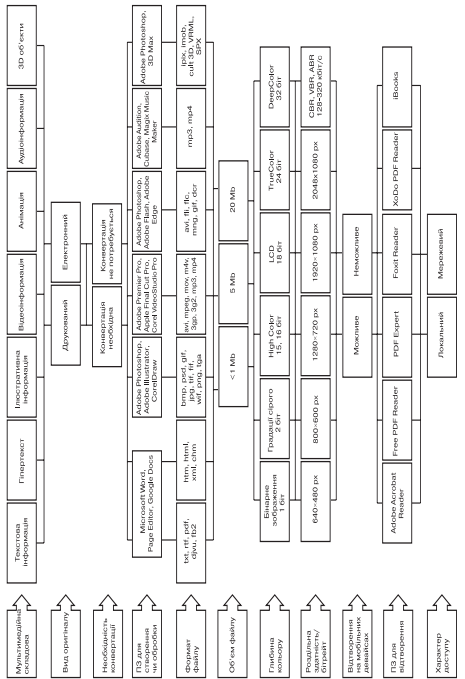 Мультимедійна
складова
Текстова
інформація
Гіпертекст
Ілюстративна
інформація
Відеоінформація
Анімація
Аудіоінформація
3D об'єкти
Вид оригіналу
Друкований
Електронний
Необхідність
конвертації
Конвертація
необхідна
Конвертація
не потребується
ПЗ для
створення
чи обробки
Microsoft Word,
Page Editor, Google Docs
Adobe Photoshop,
Adobe Illustrator,
CorelDraw
Adobe Premier Pro,
Apple Final Cut Pro,
Corel VideoStudio Pro
Adobe Photoshop,
Adobe Flash, Adobe
Edge
Adobe Audition,
Cubase, Magix Music
Maker
Adobe Photoshop,
3D Max
Формат
файлу
txt, rtf, pdf,
djvu, fb2
htm, html,
xml, chm
bmp, psd, gif,
jpg, tif, fif,
wif, png, tga
awi, mpeg, mov, m4v,
3gp, 3g2, mp3, mp4
avi, fli, flc,
mng, gif, dcr
mp3, mp4
ipix, imob,
cult 3D, VRML,
SPX
Об'єм файлу
<1 Mb
5 Mb
20 Mb
Глибина
кольору
Бінарне
зображення
1 біт
Градації сірого
2 біт
High Color
15, 16 біт
LCD
18 біт
TrueColor
24 біт
DeepColor
32 біт
Роздільна
здатність/
бітрейт
640×480 px
800×600 px
1280×720 px
1920×1080 px
2048x1080 px
CBR, VBR, ABR
128-320 кбіт/с
Відтворення
на мобільних
девайсах
Можливе
Неможливе
ПЗ для
відтворення
Adobe Acrobat
Reader
Free PDF Reader
PDF Expert
Foxit Reader
XoDo PDF Reader
iBooks
Характер
доступу
Локальний
Мережевий